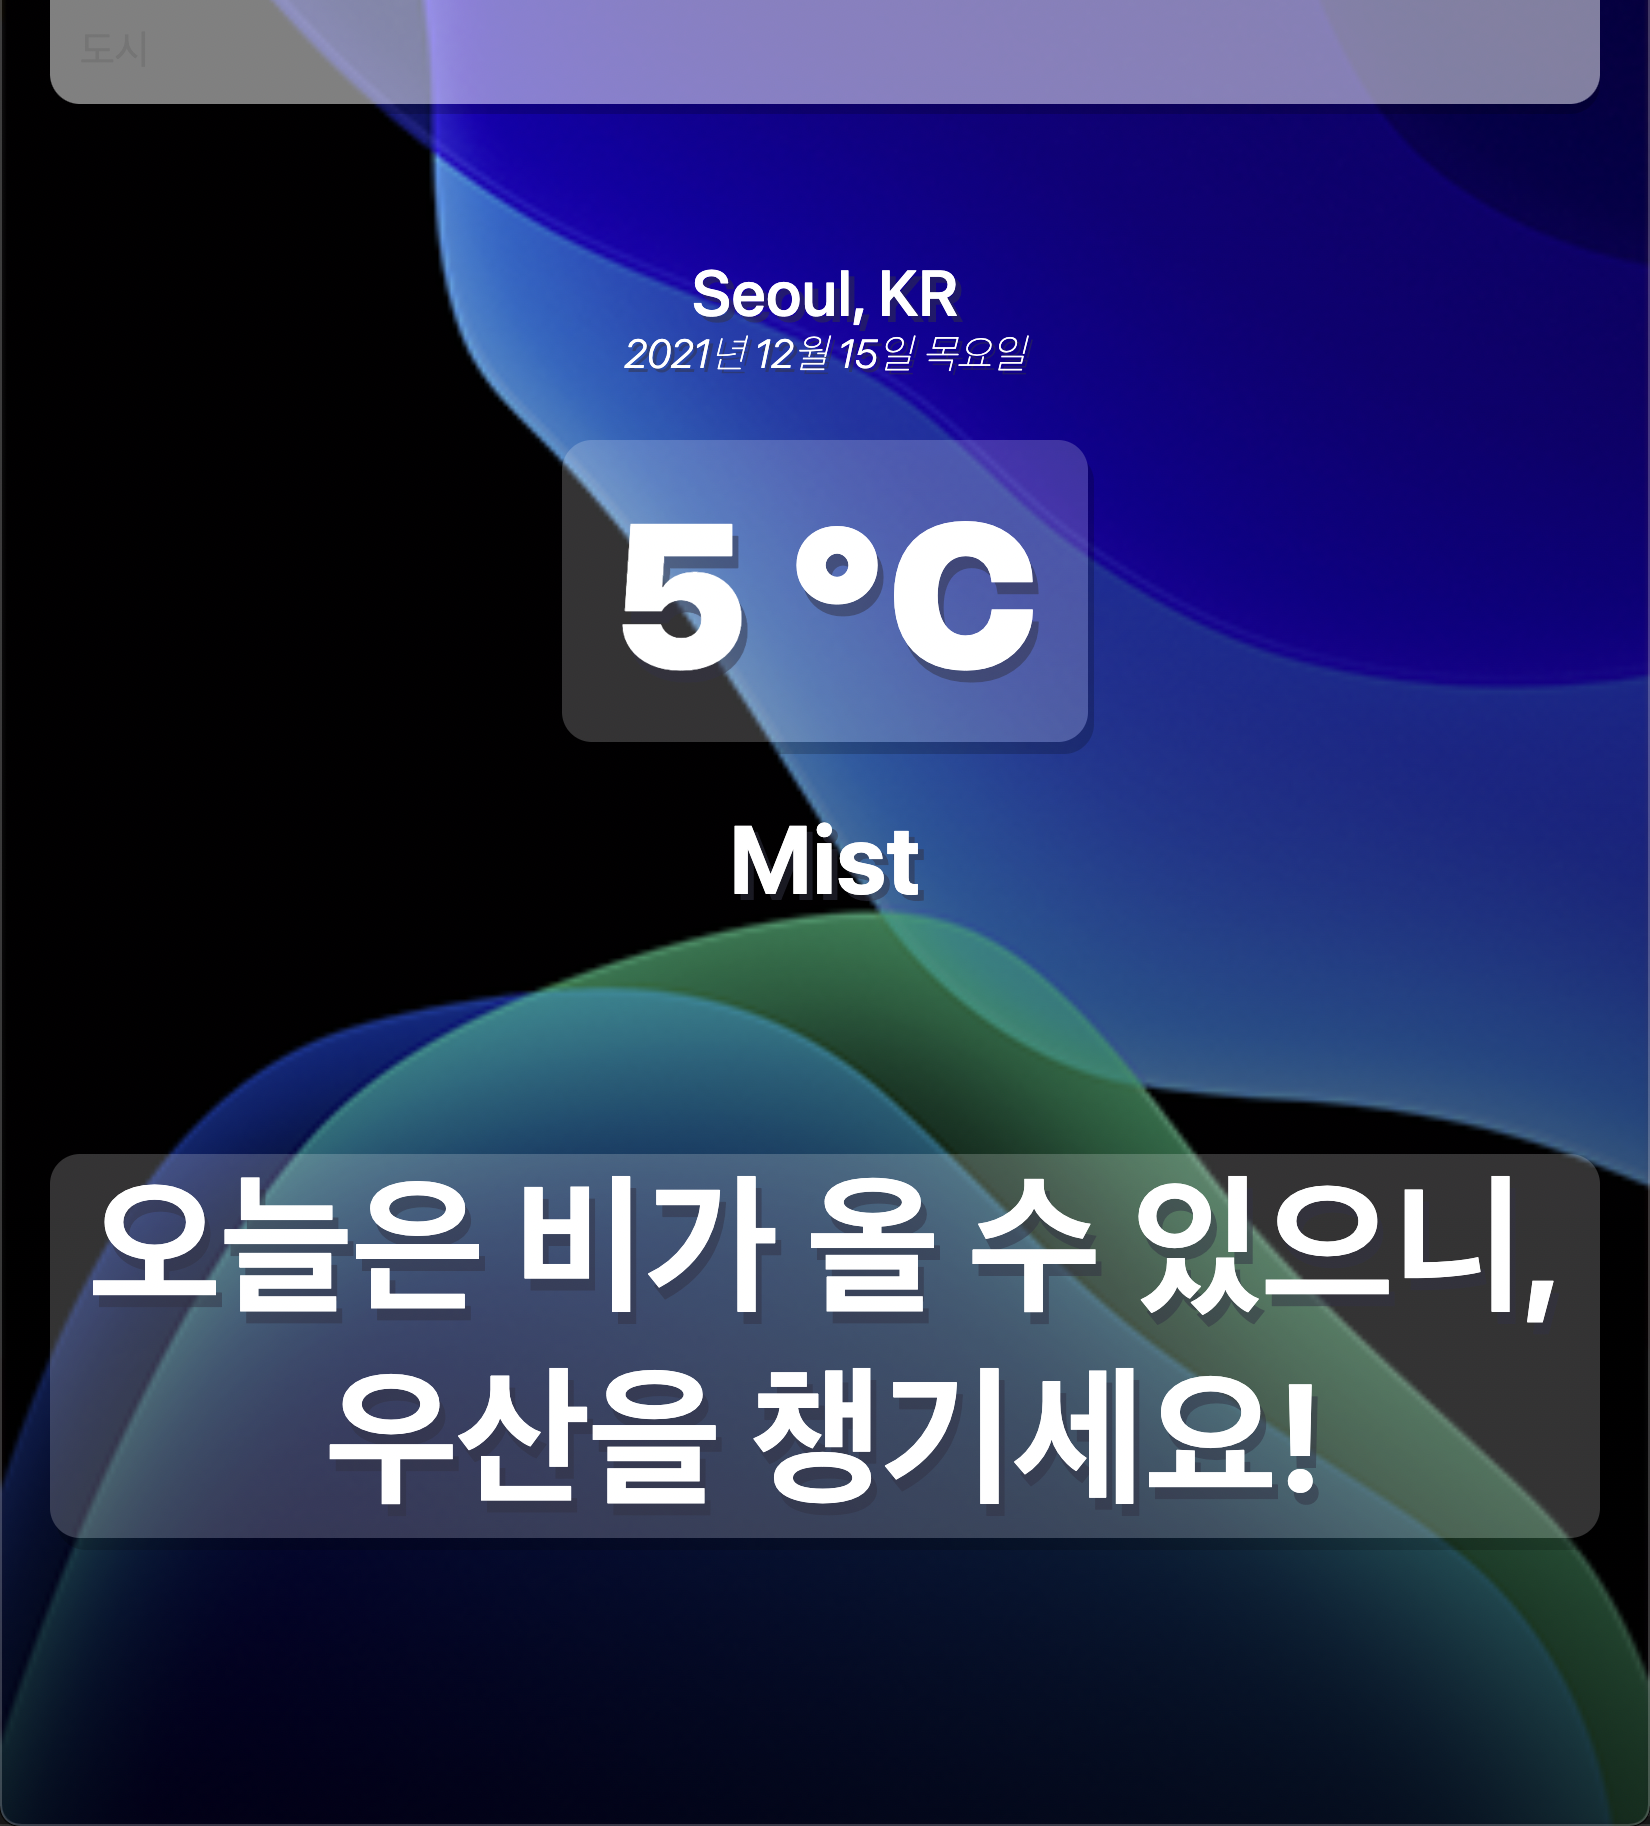 도시
Seoul, KR
2021년 12월 15일 목요일
5 °C
Mist
오늘은 비가 올 수 있으니,
우산을 챙기세요!